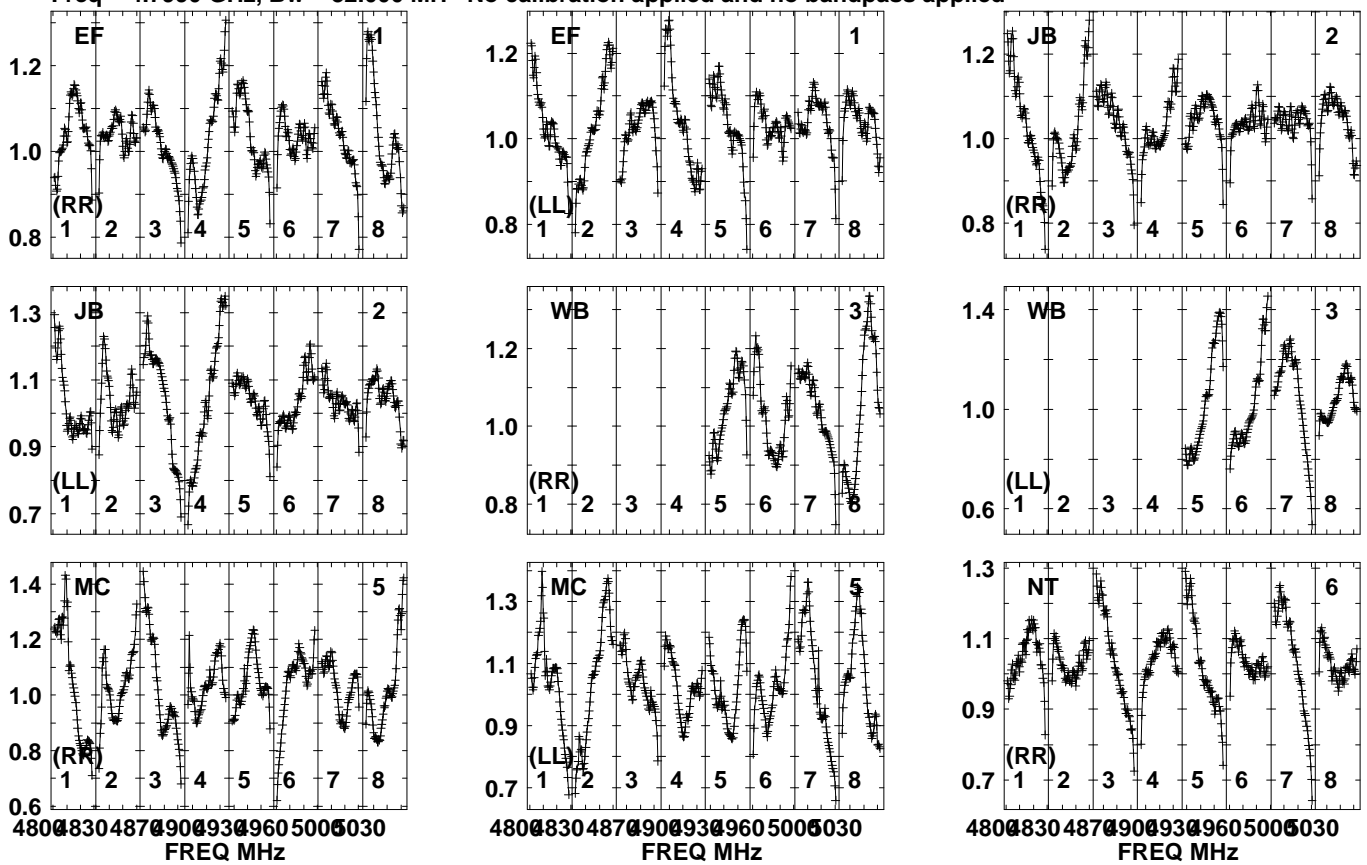 Freq = GHz, Bw = 32.000 MH No calibration applied and no bandpass applied
EF 1
1.2
1.0
0.8
(RR)
1 2 3 4 5 6 7 8
EF 1
1.2
1.0
0.8
(LL)
1 2 3 4 5 6 7 8
JB 2
1.2
1.0
0.8
(RR)
1 2 3 4 5 6 7 8
JB 2
1.3
1.1
0.9
0.7
(LL)
1 2 3 4 5 6 7 8
WB 3
1.2
1.0
0.8
(RR)
1 2 3 4 5 6 7 8
WB 3
1.4
1.0
0.6
(LL)
1 2 3 4 5 6 7 8
MC 5
1.4
1.2
1.0
0.8
0.6
(RR)
1 2 3 4 5 6 7 8
4800 4830 4870 4900 4930 4960 5000 5030
FREQ MHz
MC 5
1.3
1.1
0.9
0.7
(LL)
1 2 3 4 5 6 7 8
4800 4830 4870 4900 4930 4960 5000 5030
FREQ MHz
NT 6
1.3
1.1
0.9
0.7
(RR)
1 2 3 4 5 6 7 8
4800 4830 4870 4900 4930 4960 5000 5030
FREQ MHz